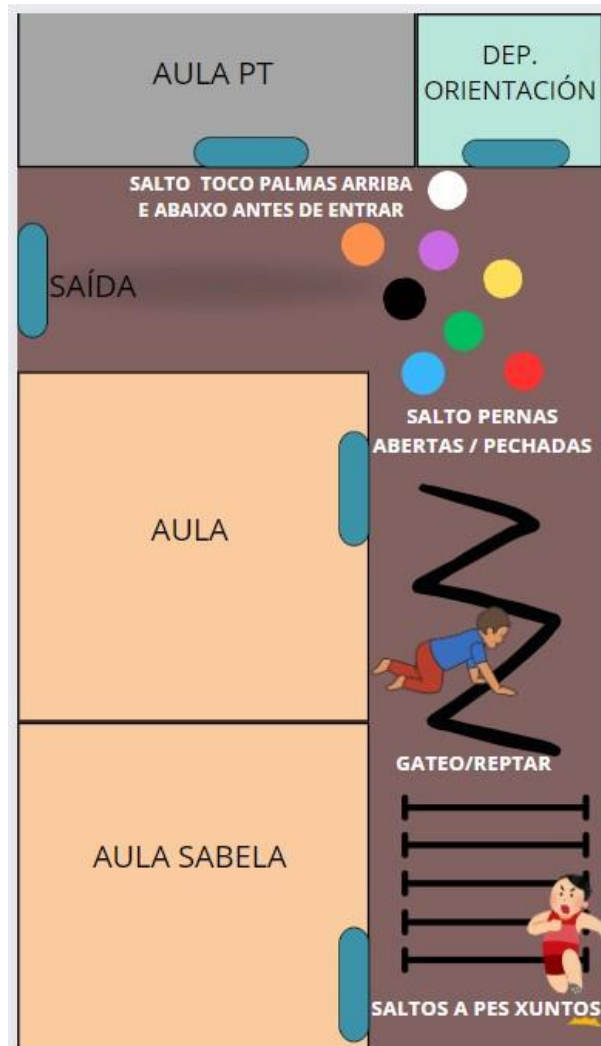 AULA PT
DEP.
ORIENTACIÓN
SALTO TOCO PALMAS ARRIBA
E ABAIXO ANTES DE ENTRAR
SAÍDA
SALTO PERNAS
ABERTAS / PECHADAS
AULA
GATEO/REPTAR
AULA SABELA
SALTOS A PES XUNTOS